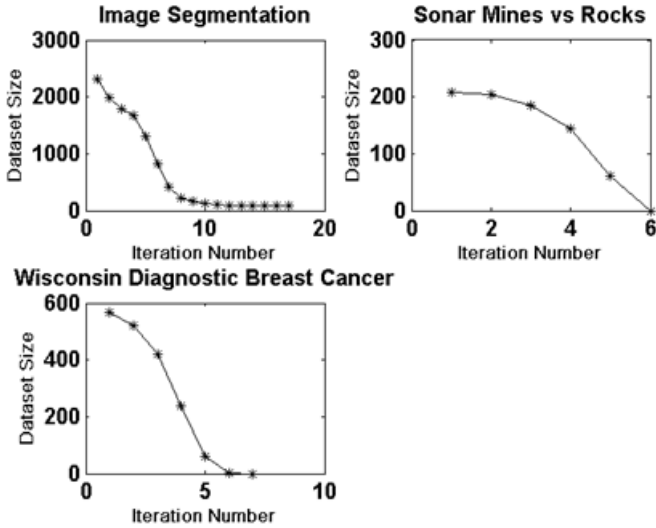 Image Segmentation
3000
2000
1000
0
0 10 20
Dataset Size
Iteration Number
Sonar Mines vs Rocks
300
200
100
0
0 2 4 6
Dataset Size
Iteration Number
Wisconsin Diagnostic Breast Cancer
600
400
200
0
0 5 10
Dataset Size
Iteration Number